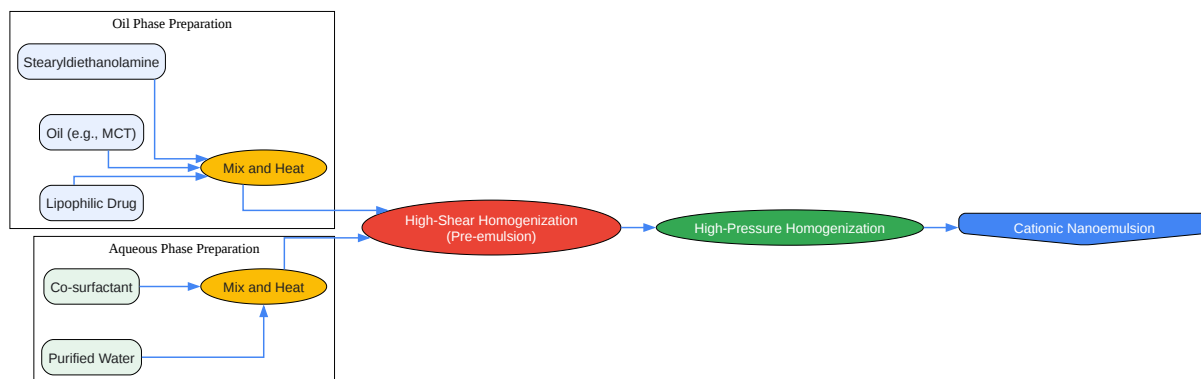 Oil Phase Preparation
Stearyldiethanolamine
Oil (e.g., MCT)
Mix and Heat
Lipophilic Drug
High-Shear Homogenization
(Pre-emulsion)
High-Pressure Homogenization
Cationic Nanoemulsion
Aqueous Phase Preparation
Co-surfactant
Mix and Heat
Purified Water